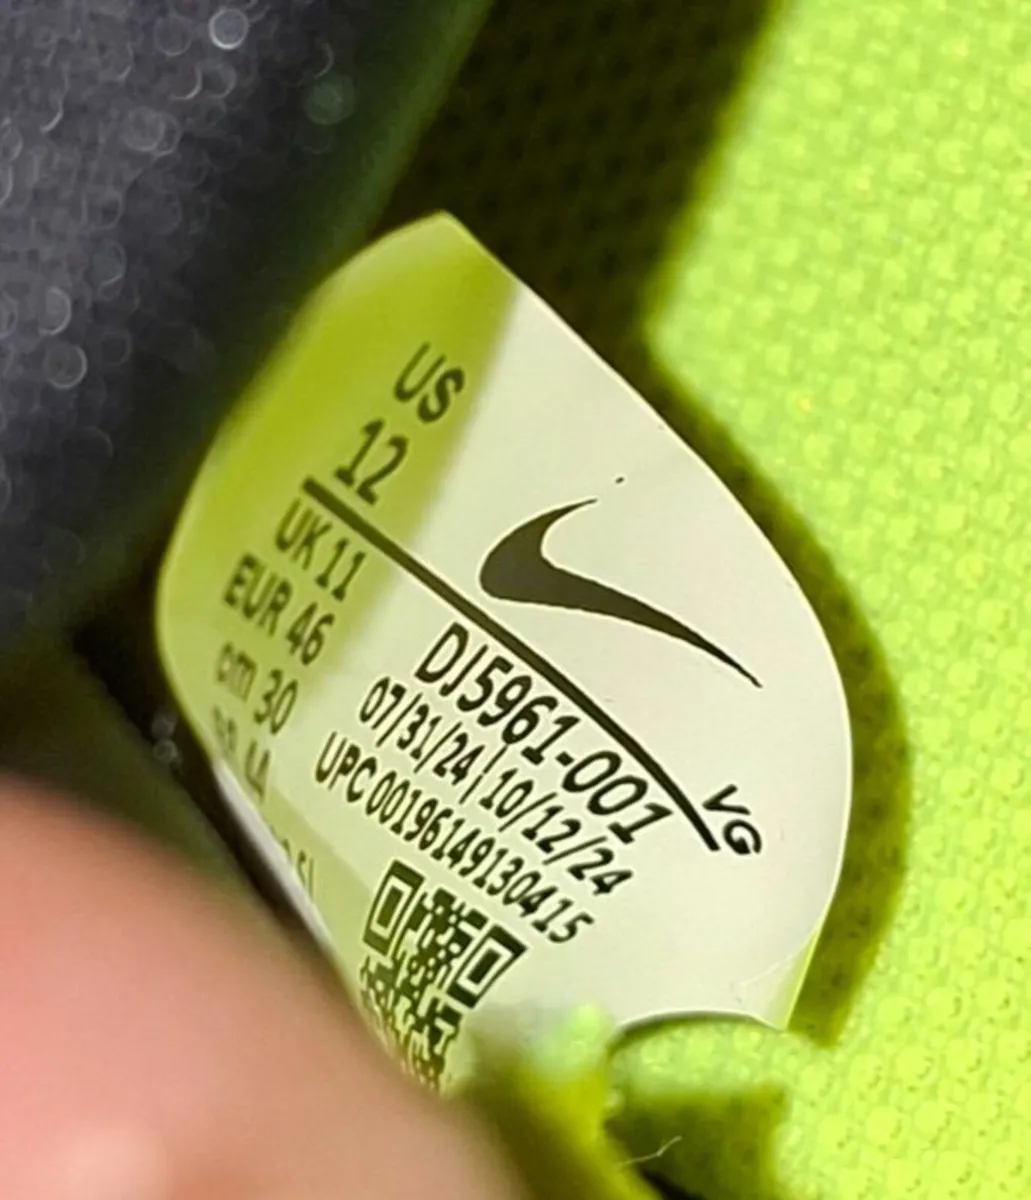 US
12
UK 11
EUR 46
cm 30
DJ5961-001
VG
07/31/24 | 10/12/24
UPC 00196149130415